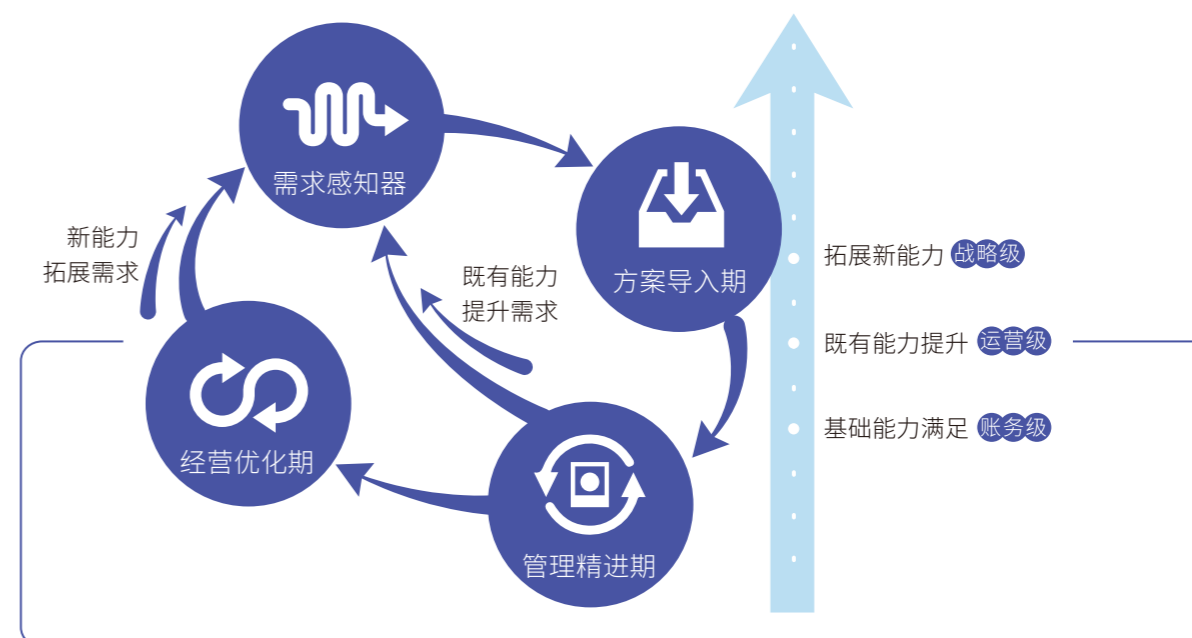 需求感知器
新能力
拓展需求
既有能力
提升需求
方案导入期
经营优化期
管理精进期
拓展新能力 战略级
既有能力提升 运营级
基础能力满足 账务级